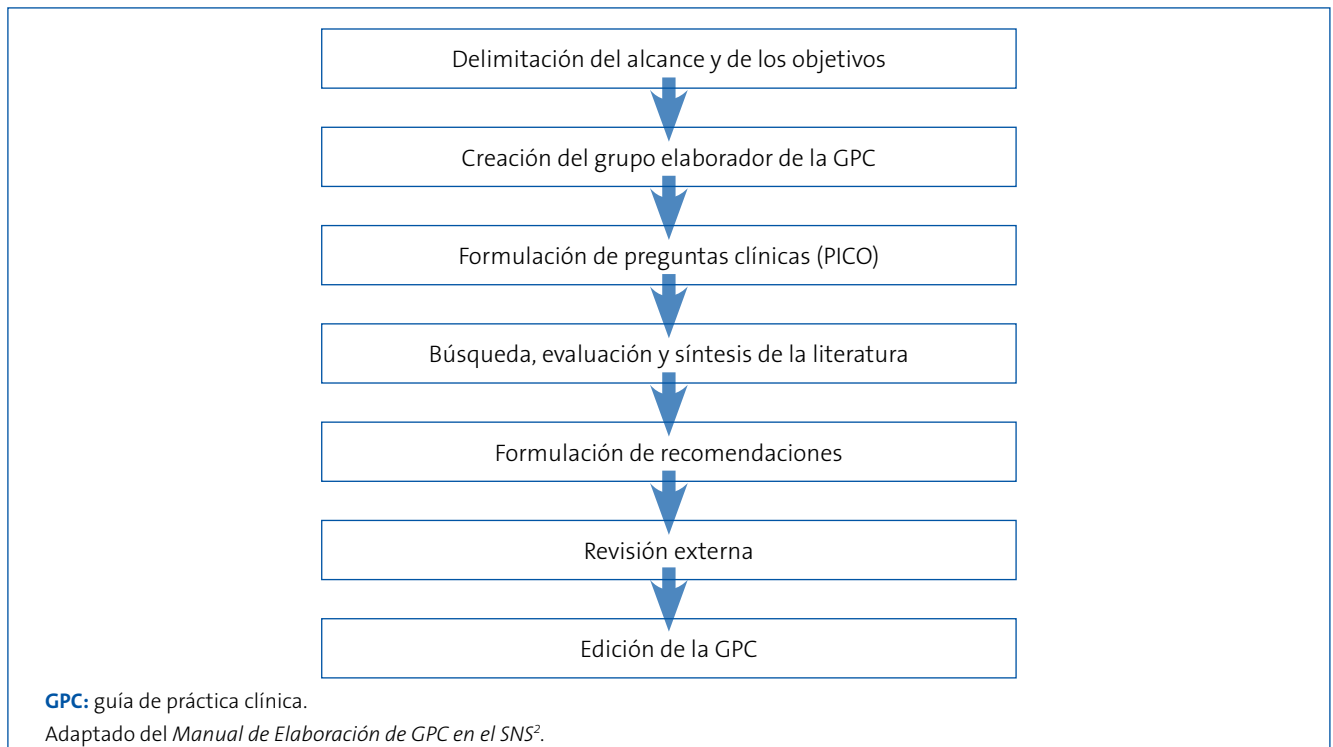 Delimitación del alcance y de los objetivos
Creación del grupo elaborador de la GPC
Formulación de preguntas clínicas (PICO)
Búsqueda, evaluación y síntesis de la literatura
Formulación de recomendaciones
Revisión externa
Edición de la GPC
GPC: guía de práctica clínica.
Adaptado del Manual de Elaboración de GPC en el SNS².